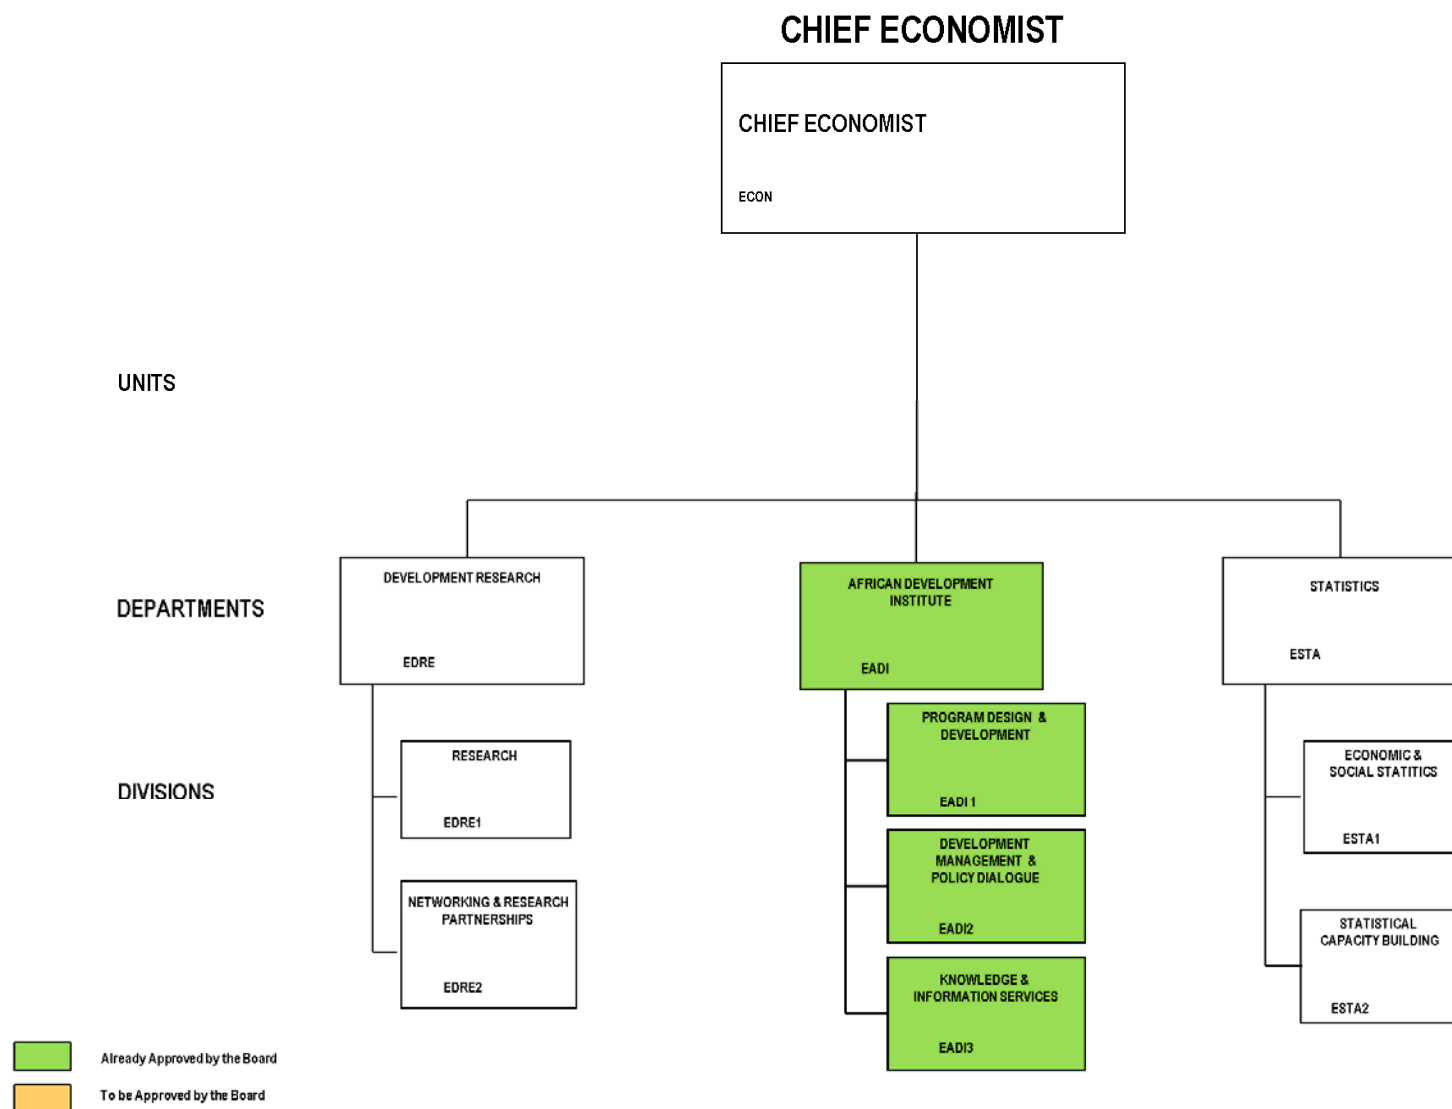 CHIEF ECONOMIST
CHIEF ECONOMIST
ECON
UNITS
DEPARTMENTS
DEVELOPMENT RESEARCH
EDRE
AFRICAN DEVELOPMENT
INSTITUTE
EADI
STATISTICS
ESTA
DIVISIONS
RESEARCH
EDRE1
NETWORKING & RESEARCH
PARTNERSHIPS
EDRE2
PROGRAM DESIGN &
DEVELOPMENT
EADI 1
DEVELOPMENT
MANAGEMENT &
POLICY DIALOGUE
EADI2
KNOWLEDGE &
INFORMATION SERVICES
EADI3
ECONOMIC &
SOCIAL STATITICS
ESTA1
STATISTICAL
CAPACITY BUILDING
ESTA2
Already Approved by the Board
To be Approved by the Board